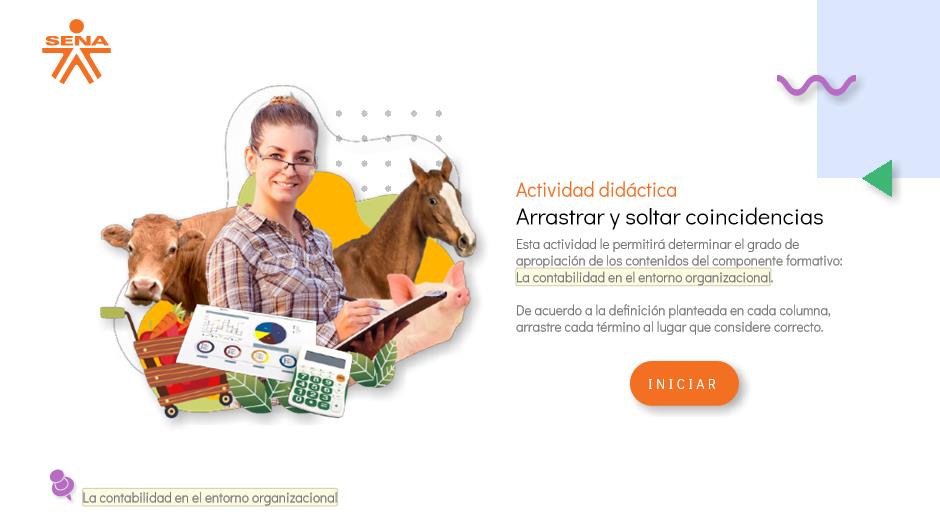 SENA
Actividad didáctica
Arrastrar y soltar coincidencias
Esta actividad le permitirá determinar el grado de
apropiación de los contenidos del componente formativo:
La contabilidad en el entorno organizacional.
De acuerdo a la definición planteada en cada columna,
arrastre cada término al lugar que considere correcto.
INICIAR
La contabilidad en el entorno organizacional